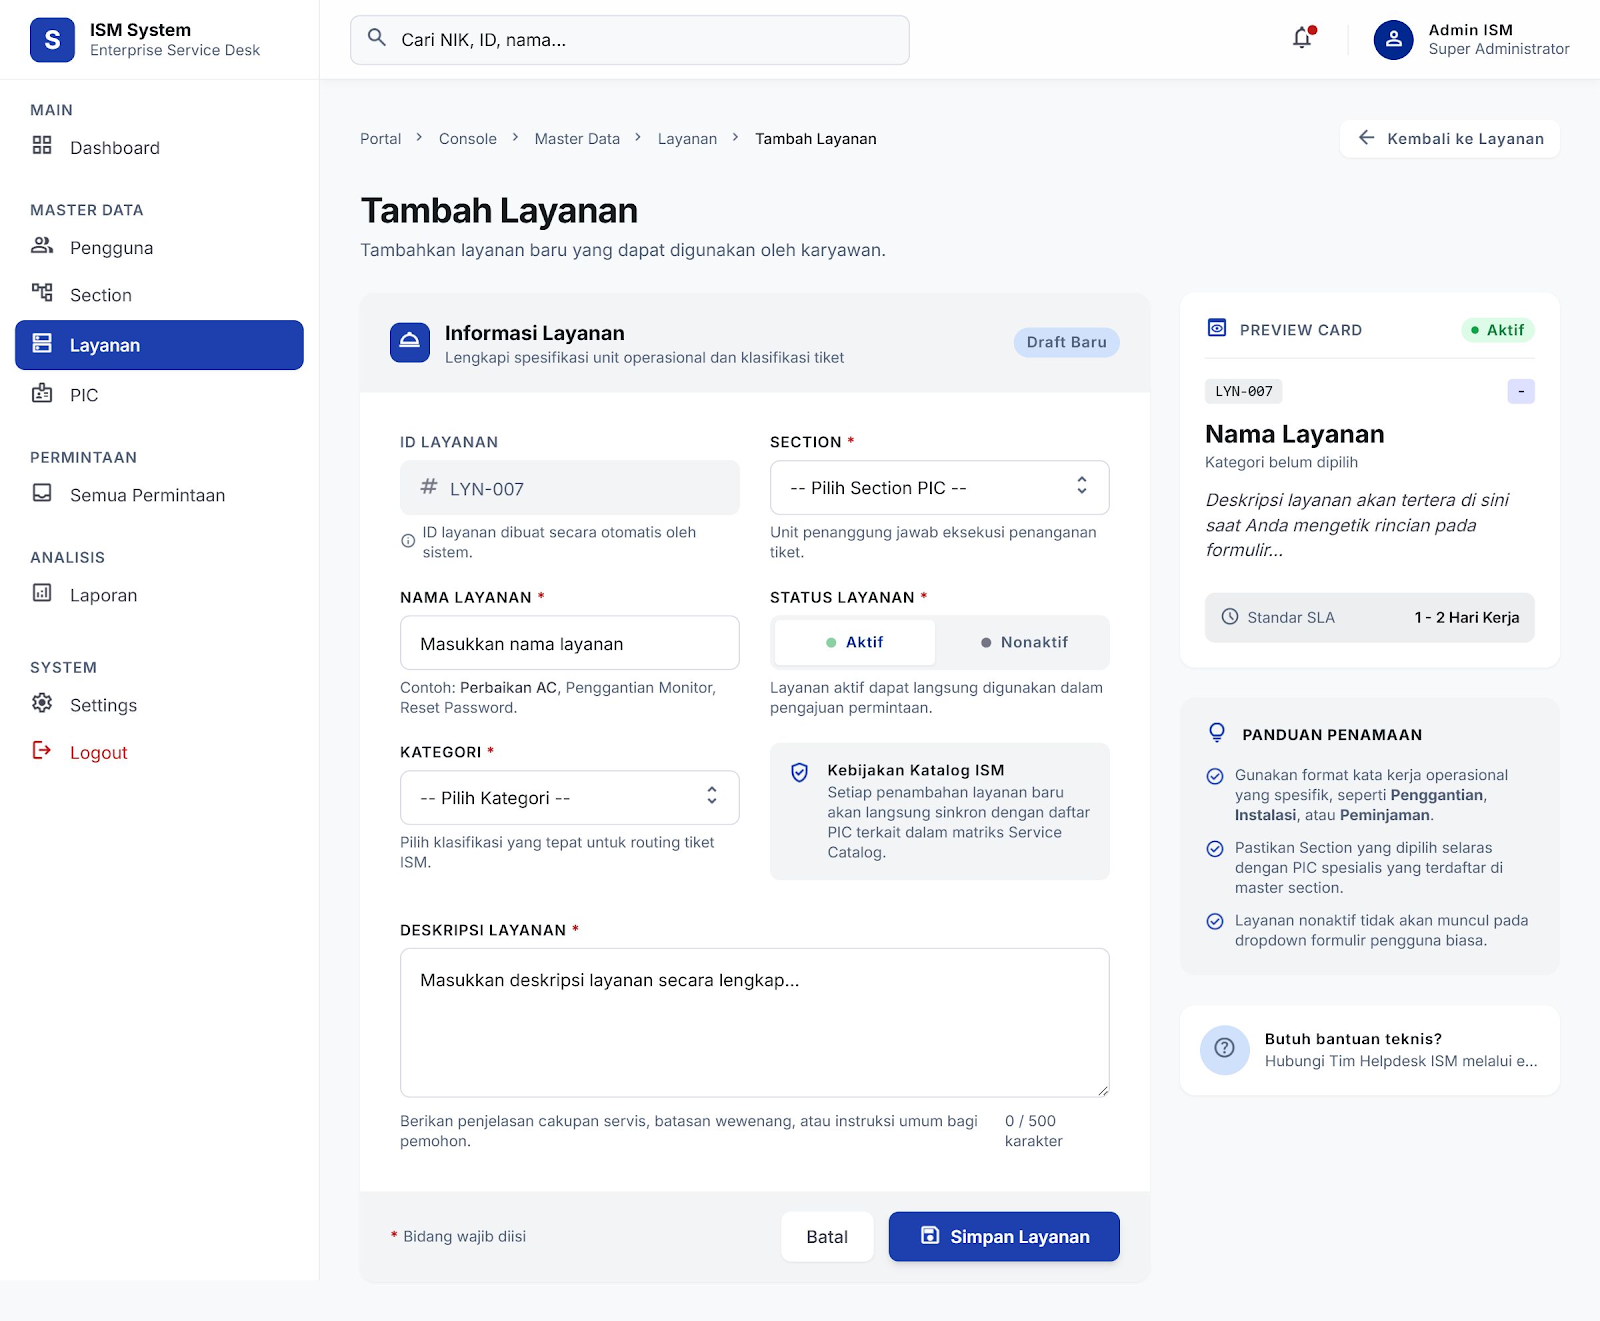 S
ISM System
Enterprise Service Desk
Cari NIK, ID, nama...
Admin ISM
Super Administrator
MAIN
Dashboard
MASTER DATA
Pengguna
Section
Layanan
PIC
PERMINTAAN
Semua Permintaan
ANALISIS
Laporan
SYSTEM
Settings
Logout
Portal > Console > Master Data > Layanan > Tambah Layanan
Kembali ke Layanan
Tambah Layanan
Tambahkan layanan baru yang dapat digunakan oleh karyawan.
Informasi Layanan
Lengkapi spesifikasi unit operasional dan klasifikasi tiket
Draft Baru
ID LAYANAN
# LYN-007
ID layanan dibuat secara otomatis oleh
sistem.
SECTION *
-- Pilih Section PIC --
Unit penanggung jawab eksekusi penanganan
tiket.
NAMA LAYANAN *
Masukkan nama layanan
Contoh: Perbaikan AC, Penggantian Monitor,
Reset Password.
STATUS LAYANAN *
Aktif
Nonaktif
Layanan aktif dapat langsung digunakan dalam
pengajuan permintaan.
KATEGORI *
-- Pilih Kategori --
Pilih klasifikasi yang tepat untuk routing tiket
ISM.
Kebijakan Katalog ISM
Setiap penambahan layanan baru
akan langsung sinkron dengan daftar
PIC terkait dalam matriks Service
Catalog.
DESKRIPSI LAYANAN *
Masukkan deskripsi layanan secara lengkap...
Berikan penjelasan cakupan servis, batasan wewenang, atau instruksi umum bagi
pemohon.
0 / 500
karakter
* Bidang wajib diisi
Batal
Simpan Layanan
PREVIEW CARD
Aktif
LYN-007
-
Nama Layanan
Kategori belum dipilih
Deskripsi layanan akan tertera di sini
saat Anda mengetik rincian pada
formulir...
Standar SLA
1 - 2 Hari Kerja
PANDUAN PENAMAAN
Gunakan format kata kerja operasional
yang spesifik, seperti Penggantian,
Instalasi, atau Peminjaman.
Pastikan Section yang dipilih selaras
dengan PIC spesialis yang terdaftar di
master section.
Layanan nonaktif tidak akan muncul pada
dropdown formulir pengguna biasa.
Butuh bantuan teknis?
Hubungi Tim Helpdesk ISM melalui e...